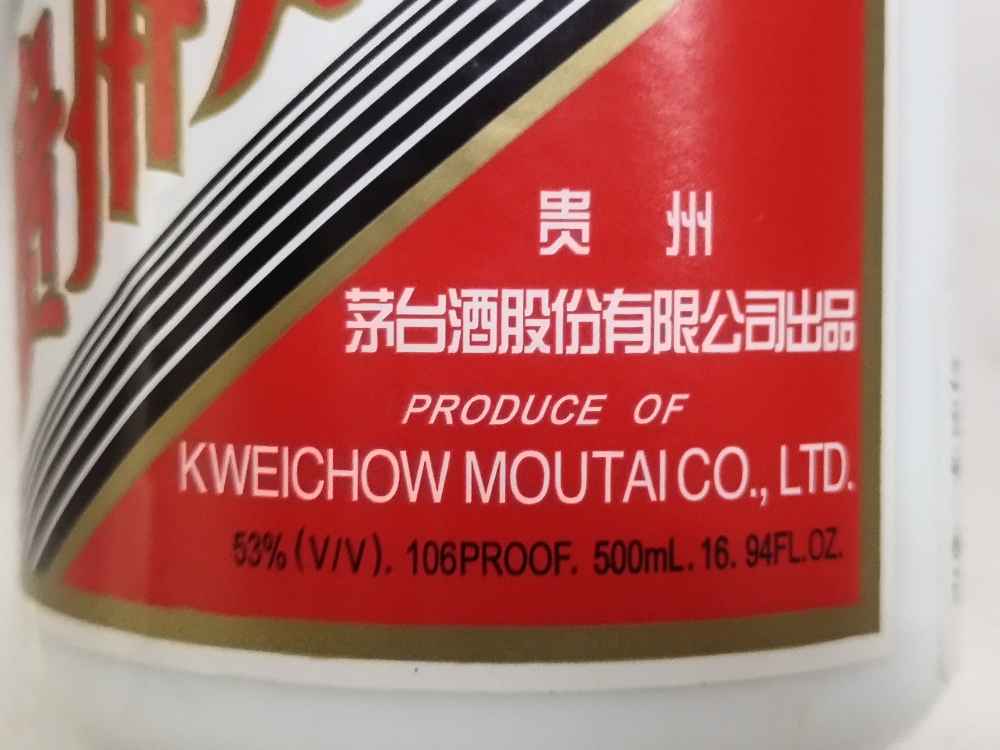 贵州
茅台酒股份有限公司出品
PRODUCE OF
KWEICHOW MOUTAI CO., LTD.
53% (V/V). 106PROOF. 500mL. 16. 94FL.OZ.